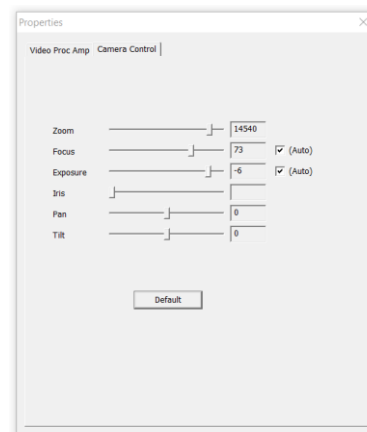 Properties
Video Proc Amp Camera Control
Zoom 14540
Focus 73 (Auto)
Exposure -6 (Auto)
Iris
Pan 0
Tilt 0
Default